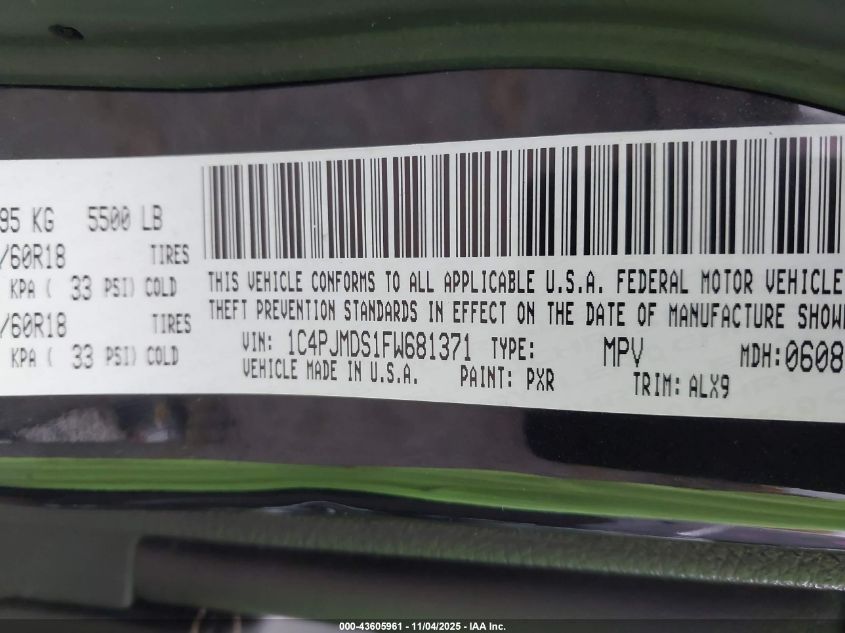 95 KG 5500 LB
/60R18 TIRES
KPA ( 33 PSI) COLD
/60R18 TIRES
KPA ( 33 PSI) COLD
THIS VEHICLE CONFORMS TO ALL APPLICABLE U.S.A. FEDERAL MOTOR VEHICLE
THEFT PREVENTION STANDARDS IN EFFECT ON THE DATE OF MANUFACTURE SHOW
VIN: 1C4PJMDS1FW681371 TYPE: MPV MDH: 0608
VEHICLE MADE IN U.S.A. PAINT: PXR TRIM: ALX9
000-43605961 - 11/04/2025 - IAA Inc.